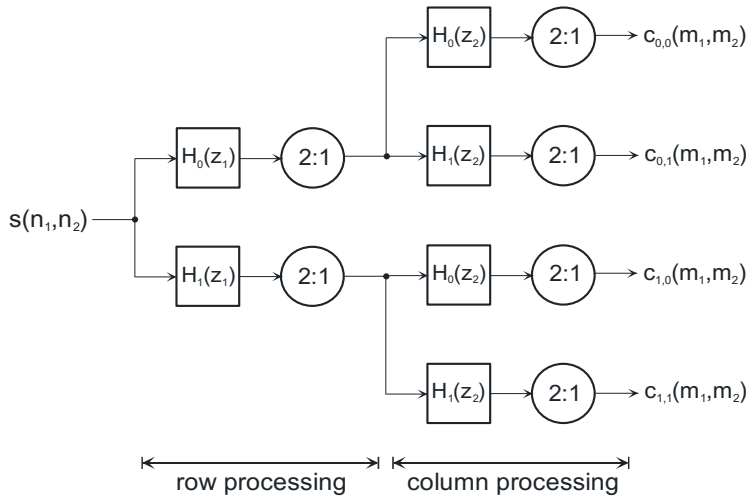 H₀(z₂) 2:1 c₀,₀(m₁,m₂)
H₀(z₁) 2:1 H₁(z₂) 2:1 c₀,₁(m₁,m₂)
s(n₁,n₂)
H₁(z₁) 2:1 H₀(z₂) 2:1 c₁,₀(m₁,m₂)
H₁(z₂) 2:1 c₁,₁(m₁,m₂)
row processing column processing